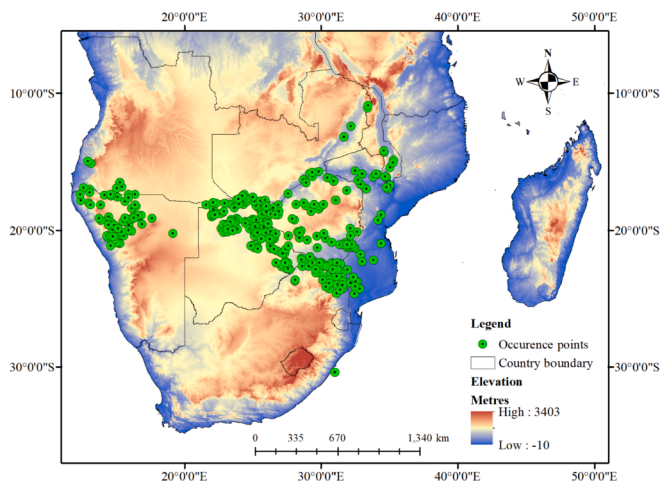 20°0'0"E 30°0'0"E 40°0'0"E 50°0'0"E
N
W E
S
10°0'0"S 10°0'0"S
20°0'0"S 20°0'0"S
30°0'0"S 30°0'0"S
Legend
Occurence points
Country boundary
Elevation
Metres
High : 3403
Low : -10
0 335 670 1,340 km
20°0'0"E 30°0'0"E 40°0'0"E 50°0'0"E